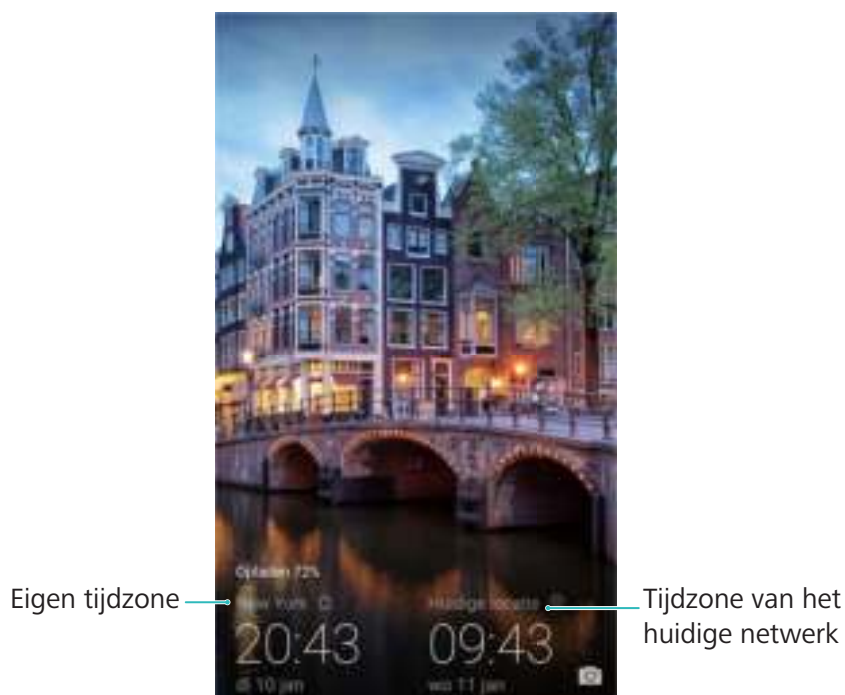 Opladen 72%
Eigen tijdzone
New York
Huidige locatie
Tijdzone van het
huidige netwerk
20:43
09:43
di 10 jan
wo 11 jan